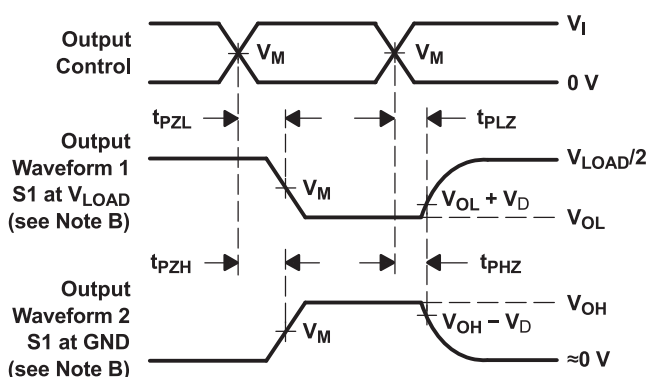 Output
Control
V_M
V_M
V_I
0 V
t_PZL
t_PLZ
Output
Waveform 1
S1 at V_LOAD
(see Note B)
V_M
V_OL + V_D
V_LOAD/2
V_OL
t_PZH
t_PHZ
Output
Waveform 2
S1 at GND
(see Note B)
V_M
V_OH − V_D
V_OH
≈0 V